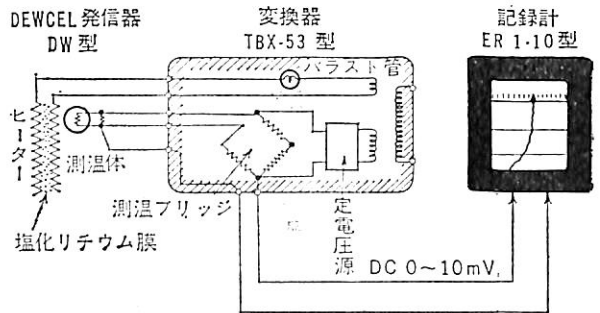 DEWCEL発信器
DW型
変換器
TBX-53型
記録計
ER 1·10型
バラスト管
ヒーター
測温体
測温ブリッジ
定電圧源
塩化リチウム膜
DC 0～10mV,